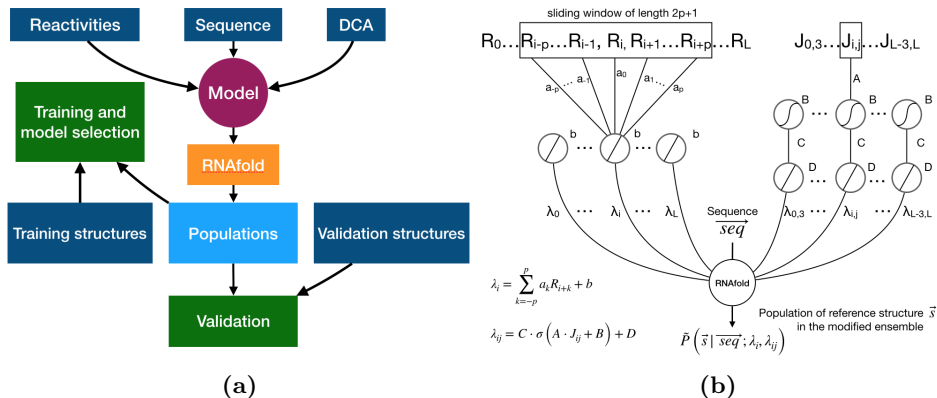 Reactivities
Sequence
DCA
Model
Training and
model selection
RNAfold
Training structures
Populations
Validation structures
Validation
(a)
sliding window of length 2p+1
R0...Ri-p...Ri-1, Ri, Ri+1...Ri+p...RL
J0,3...Ji,j...JL-3,L
a-p ..... a-1 a0 a1 ..... ap
A
b ... b ... b
B ... B ... B
C C C
D ... D ... D
λ0 ... λi ... λL
λ0,3 ... λi,j ... λL-3,L
Sequence
seq⃗
RNAfold
λi = ∑ᵖₖ₌₋ₚ akRi+k + b
λij = C · σ(A · Jij + B) + D
Population of reference structure s⃗
in the modified ensemble
P̃(s⃗ | seq⃗; λi, λij)
(b)